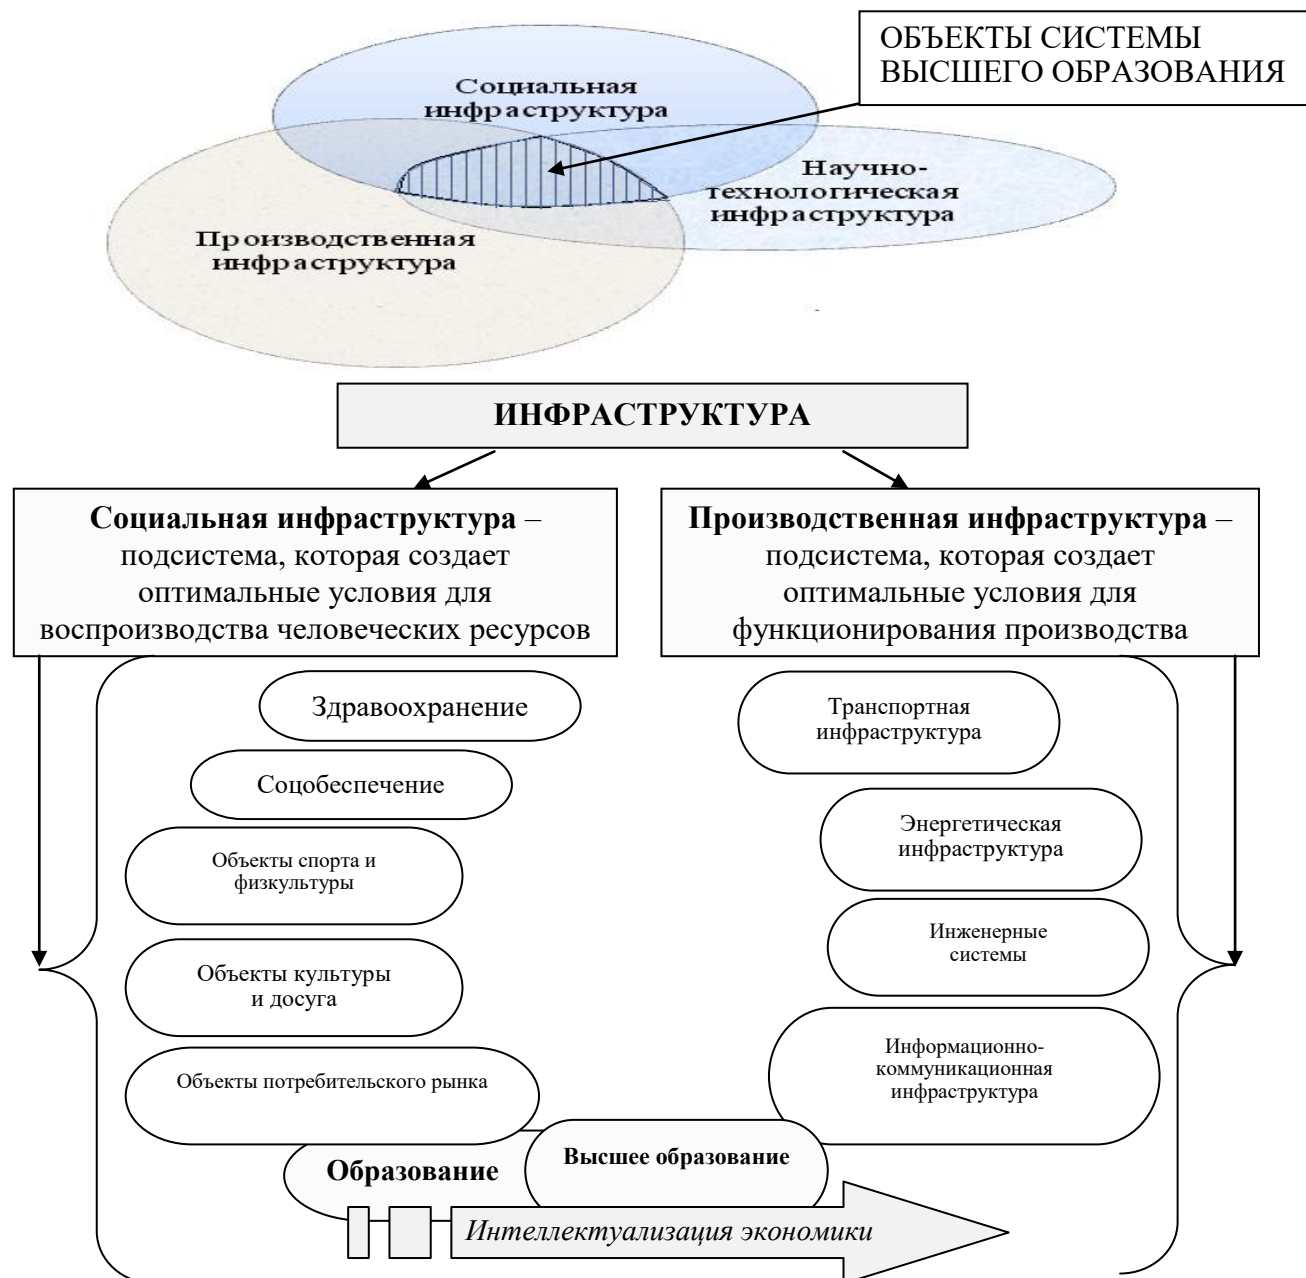 ОБЪЕКТЫ СИСТЕМЫ
ВЫСШЕГО ОБРАЗОВАНИЯ
Социальная
инфраструктура
Научно-
технологическая
инфраструктура
Производственная
инфраструктура
ИНФРАСТРУКТУРА
Социальная инфраструктура –
подсистема, которая создает
оптимальные условия для
воспроизводства человеческих ресурсов
Производственная инфраструктура –
подсистема, которая создает
оптимальные условия для
функционирования производства
Здравоохранение
Соцобеспечение
Объекты спорта и
физкультуры
Объекты культуры
и досуга
Объекты потребительского рынка
Транспортная
инфраструктура
Энергетическая
инфраструктура
Инженерные
системы
Информационно-
коммуникационная
инфраструктура
Образование
Высшее образование
Интеллектуализация экономики